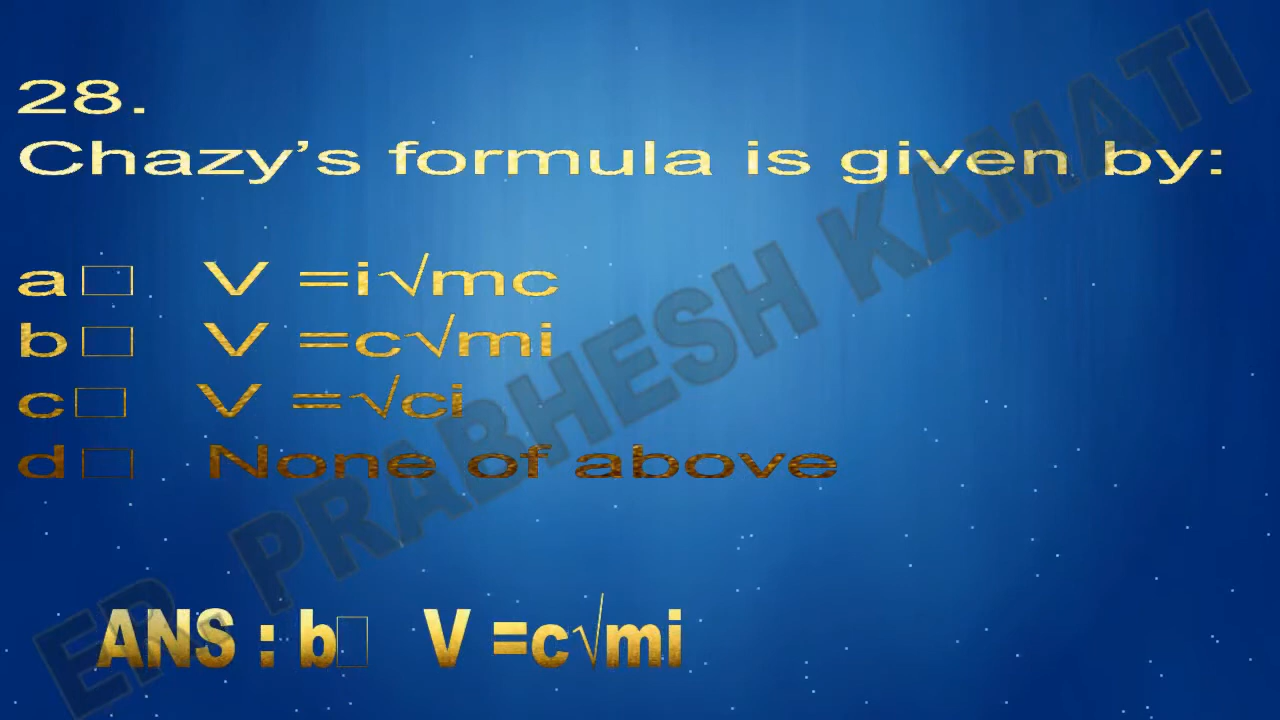 28.
Chazy’s formula is given by:
a□ V =i√mc
b□ V =c√mi
c□ V =√ci
d□ None of above
ANS : b□ V =c√mi
ER. PRABHESH KAMATI